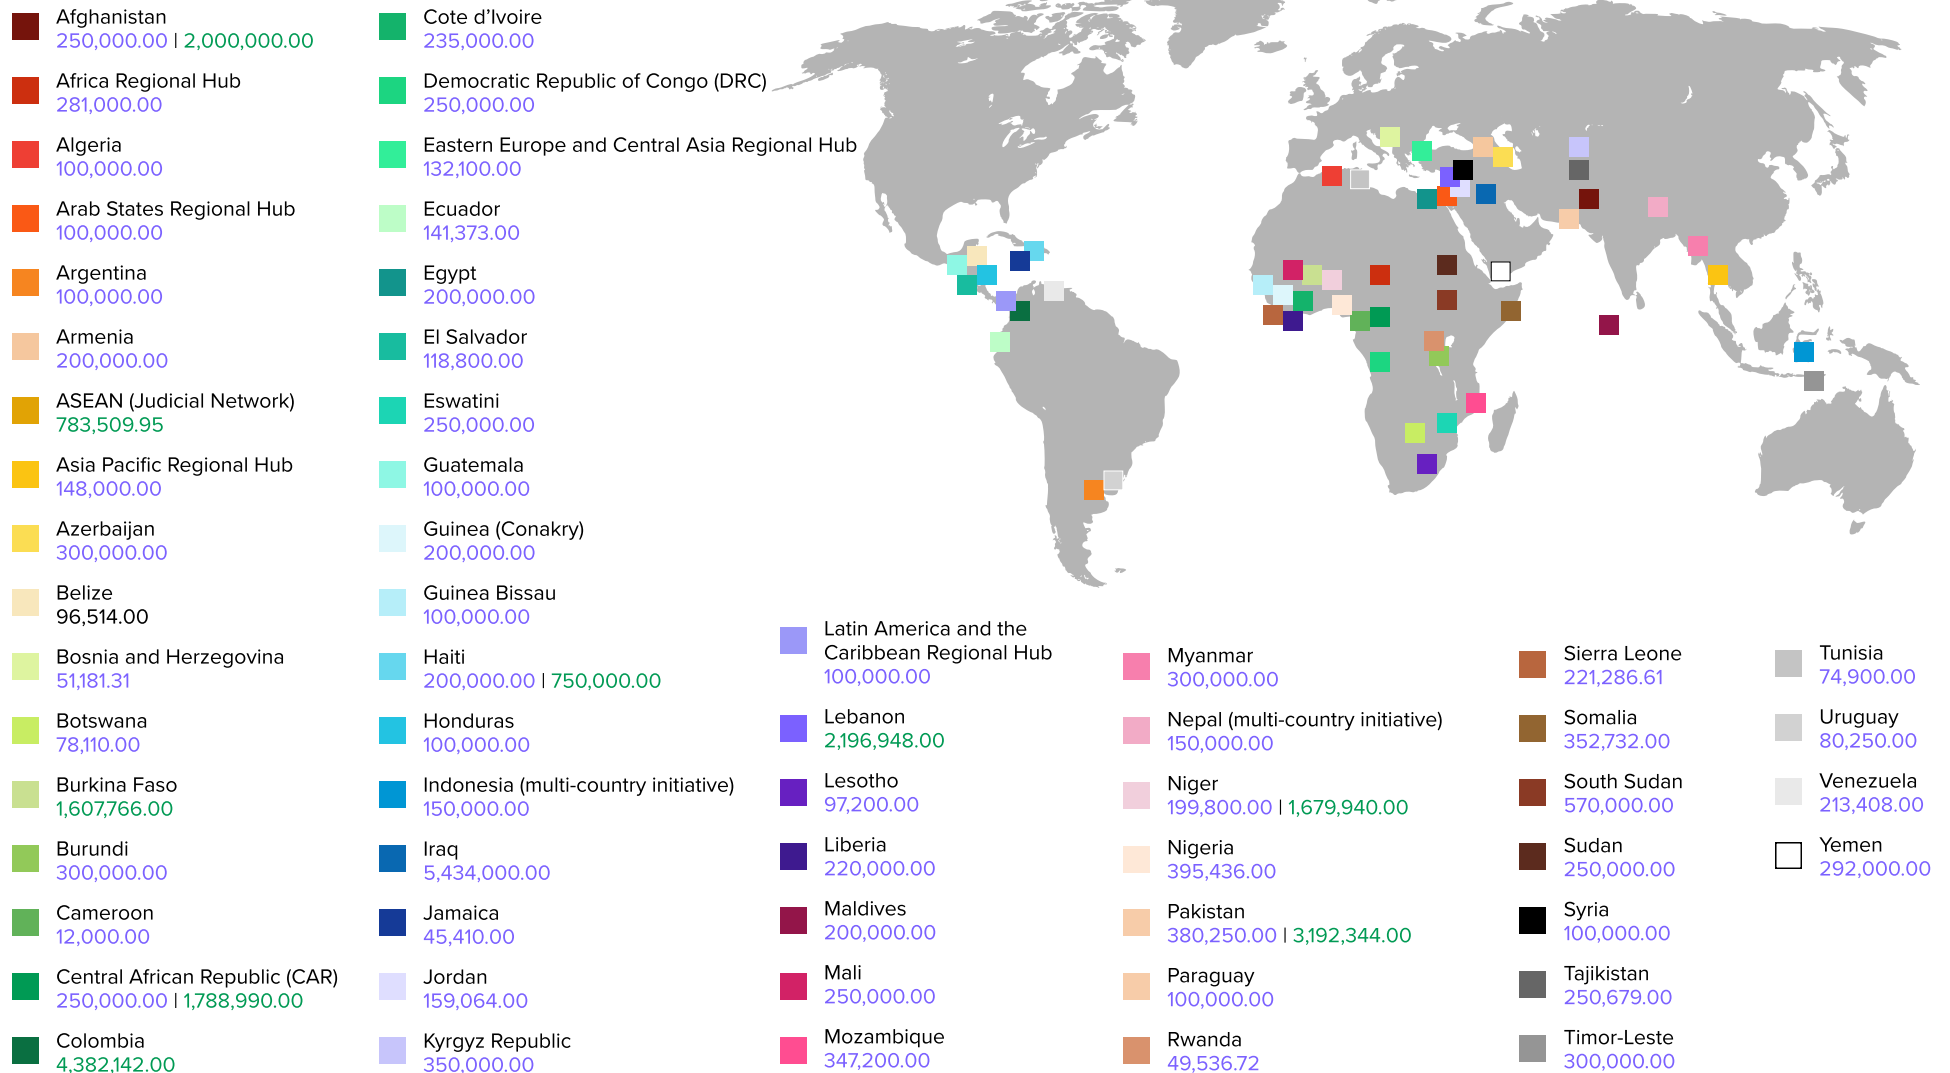 Afghanistan
250,000.00 | 2,000,000.00
Africa Regional Hub
281,000.00
Algeria
100,000.00
Arab States Regional Hub
100,000.00
Argentina
100,000.00
Armenia
200,000.00
ASEAN (Judicial Network)
783,509.95
Asia Pacific Regional Hub
148,000.00
Azerbaijan
300,000.00
Belize
96,514.00
Bosnia and Herzegovina
51,181.31
Botswana
78,110.00
Burkina Faso
1,607,766.00
Burundi
300,000.00
Cameroon
12,000.00
Central African Republic (CAR)
250,000.00 | 1,788,990.00
Colombia
4,382,142.00
Cote d’Ivoire
235,000.00
Democratic Republic of Congo (DRC)
250,000.00
Eastern Europe and Central Asia Regional Hub
132,100.00
Ecuador
141,373.00
Egypt
200,000.00
El Salvador
118,800.00
Eswatini
250,000.00
Guatemala
100,000.00
Guinea (Conakry)
200,000.00
Guinea Bissau
100,000.00
Haiti
200,000.00 | 750,000.00
Honduras
100,000.00
Indonesia (multi-country initiative)
150,000.00
Iraq
5,434,000.00
Jamaica
45,410.00
Jordan
159,064.00
Kyrgyz Republic
350,000.00
Latin America and the
Caribbean Regional Hub
100,000.00
Lebanon
2,196,948.00
Lesotho
97,200.00
Liberia
220,000.00
Maldives
200,000.00
Mali
250,000.00
Mozambique
347,200.00
Myanmar
300,000.00
Nepal (multi-country initiative)
150,000.00
Niger
199,800.00 | 1,679,940.00
Nigeria
395,436.00
Pakistan
380,250.00 | 3,192,344.00
Paraguay
100,000.00
Rwanda
49,536.72
Sierra Leone
221,286.61
Somalia
352,732.00
South Sudan
570,000.00
Sudan
250,000.00
Syria
100,000.00
Tajikistan
250,679.00
Timor-Leste
300,000.00
Tunisia
74,900.00
Uruguay
80,250.00
Venezuela
213,408.00
Yemen
292,000.00